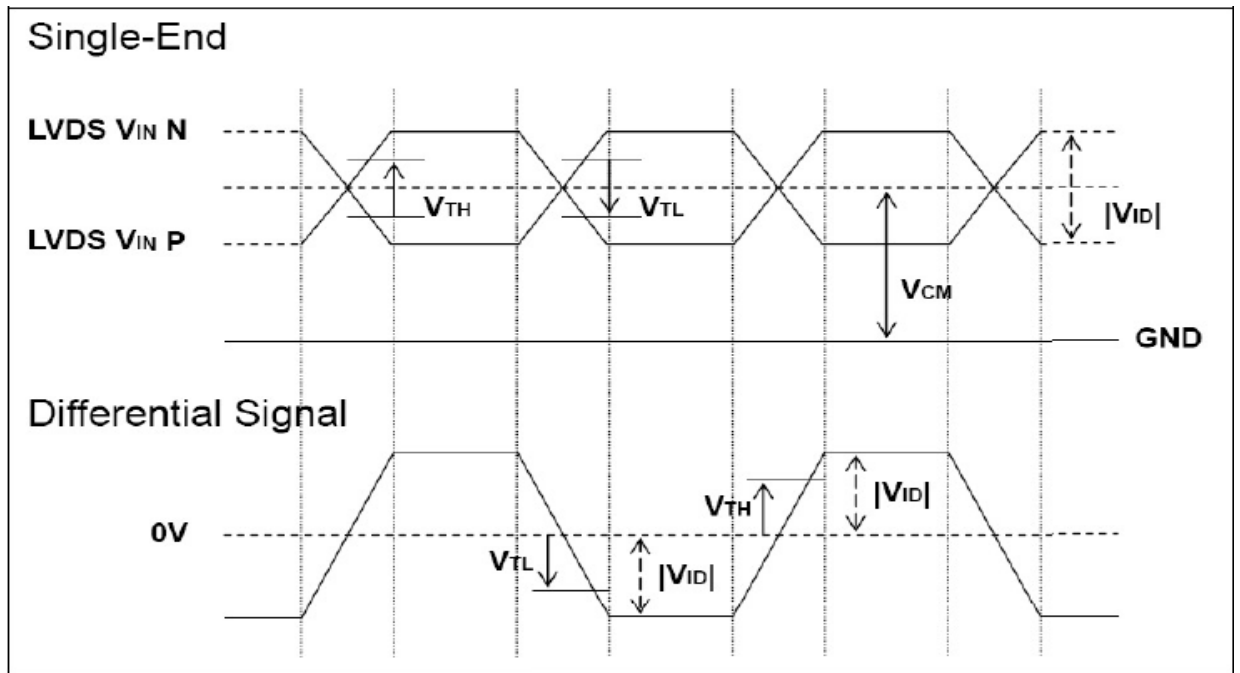 Single-End
LVDS VIN N
VTH
VTL
|VID|
LVDS VIN P
VCM
GND
Differential Signal
|VID|
VTH
0V
VTL
|VID|